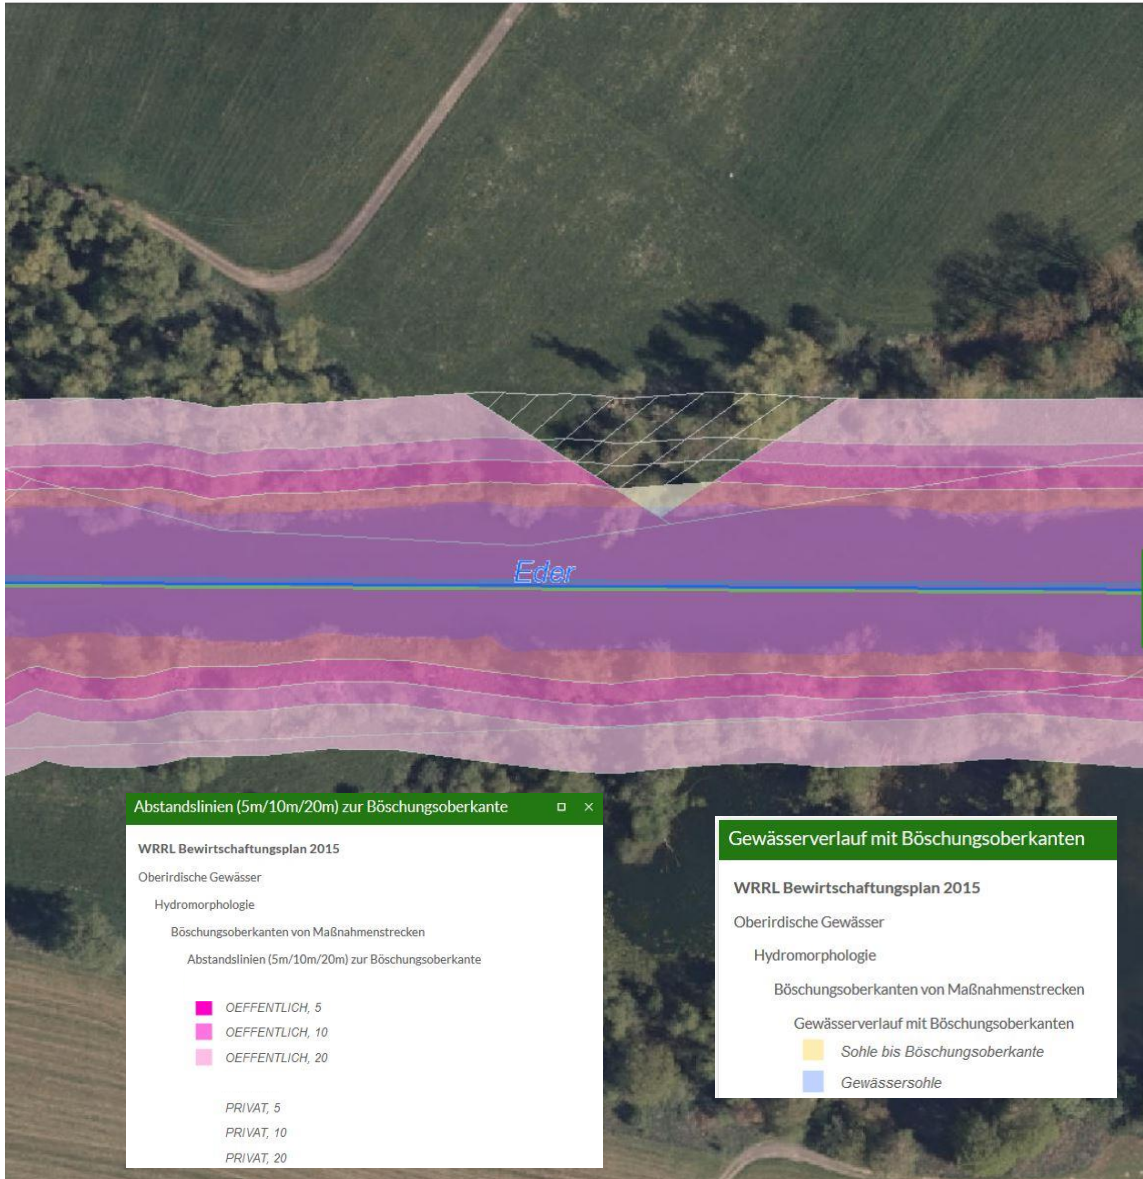 Eder
Abstandslinien (5m/10m/20m) zur Böschungsoberkante
WRRL Bewirtschaftungsplan 2015
Oberirdische Gewässer
Hydromorphologie
Böschungsoberkanten von Maßnahmenstrecken
Abstandslinien (5m/10m/20m) zur Böschungsoberkante
OEFFENTLICH, 5
OEFFENTLICH, 10
OEFFENTLICH, 20
PRIVAT, 5
PRIVAT, 10
PRIVAT, 20
Gewässerverlauf mit Böschungsoberkanten
WRRL Bewirtschaftungsplan 2015
Oberirdische Gewässer
Hydromorphologie
Böschungsoberkanten von Maßnahmenstrecken
Gewässerverlauf mit Böschungsoberkanten
Sohle bis Böschungsoberkante
Gewässersohle